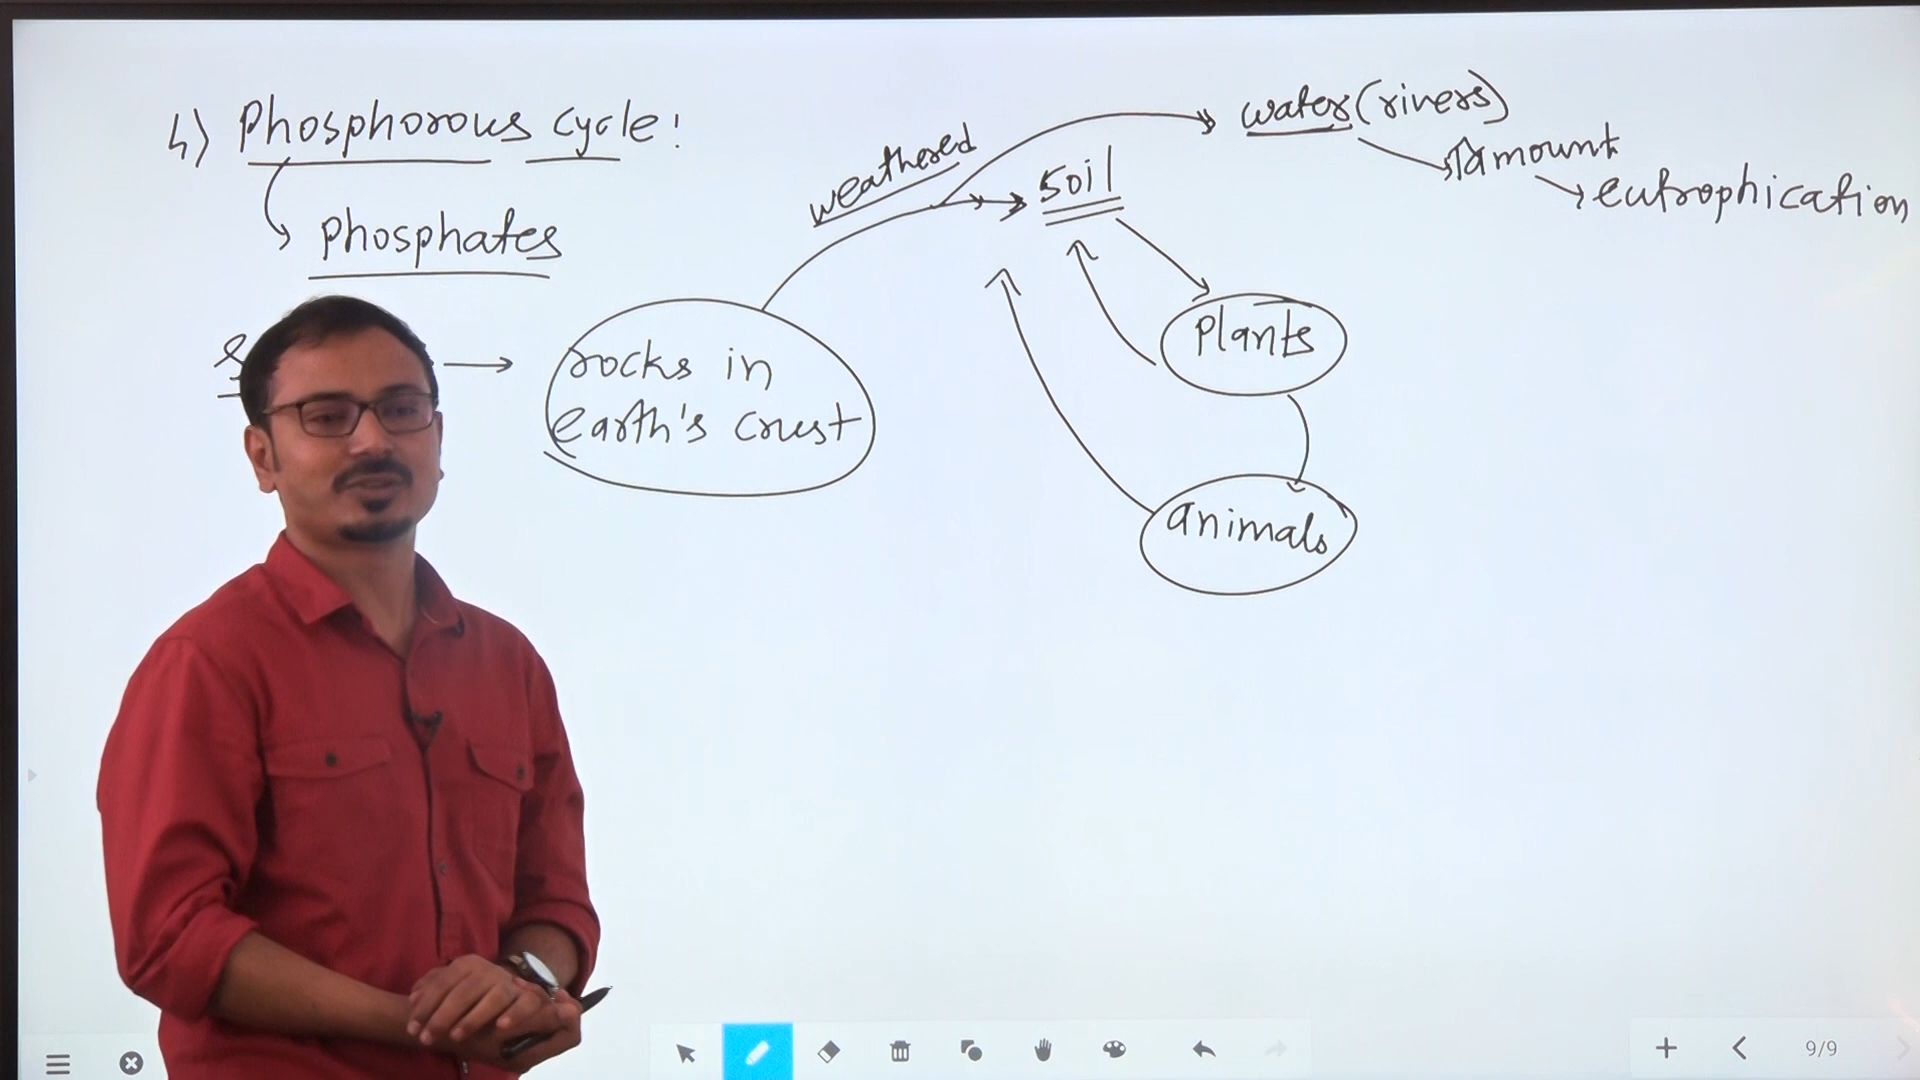 4) Phosphorous cycle :
phosphates
rocks in
earth's crust
weathered
soil
water (rivers)
↑amount
eutrophication
Plants
animals
9/9